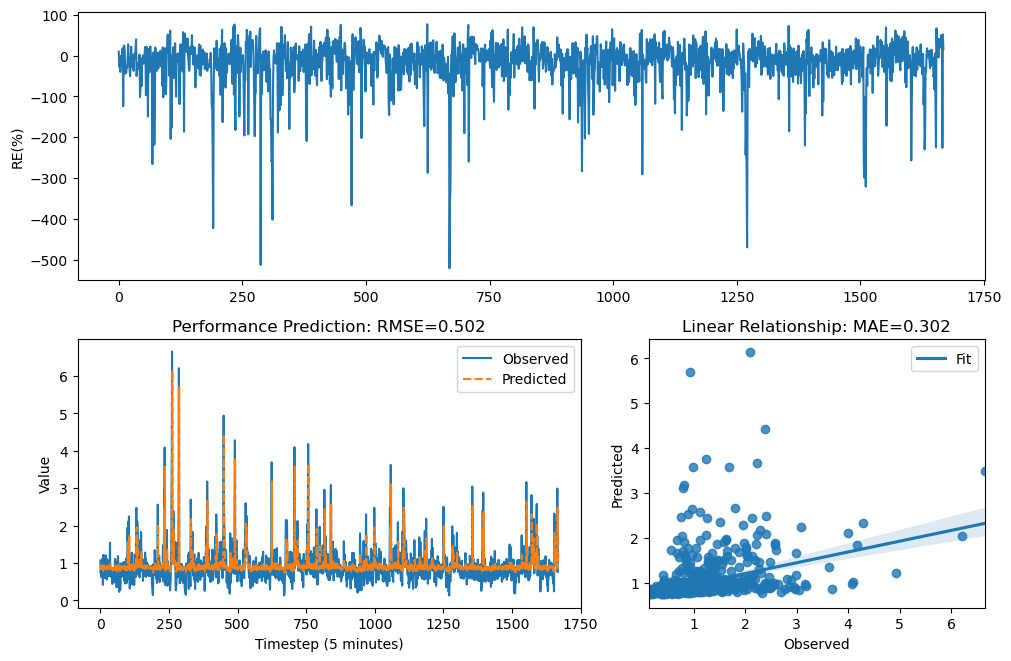 100
0
−100
−200
−300
−400
−500
RE(%)
0 250 500 750 1000 1250 1500 1750
Performance Prediction: RMSE=0.502
Observed
Predicted
6
5
4
3
2
1
0
Value
0 250 500 750 1000 1250 1500 1750
Timestep (5 minutes)
Linear Relationship: MAE=0.302
Fit
6
5
4
3
2
1
Predicted
1 2 3 4 5 6
Observed